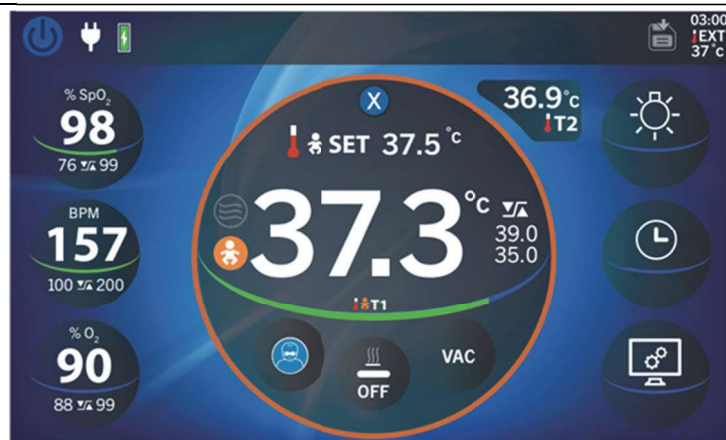 03:00
EXT
37 °C
% SpO₂
98
76 99
BPM
157
100 200
% O₂
90
88 99
X
SET 37.5 °C
37.3 °C
39.0
35.0
T1
OFF
VAC
36.9 °C
T2